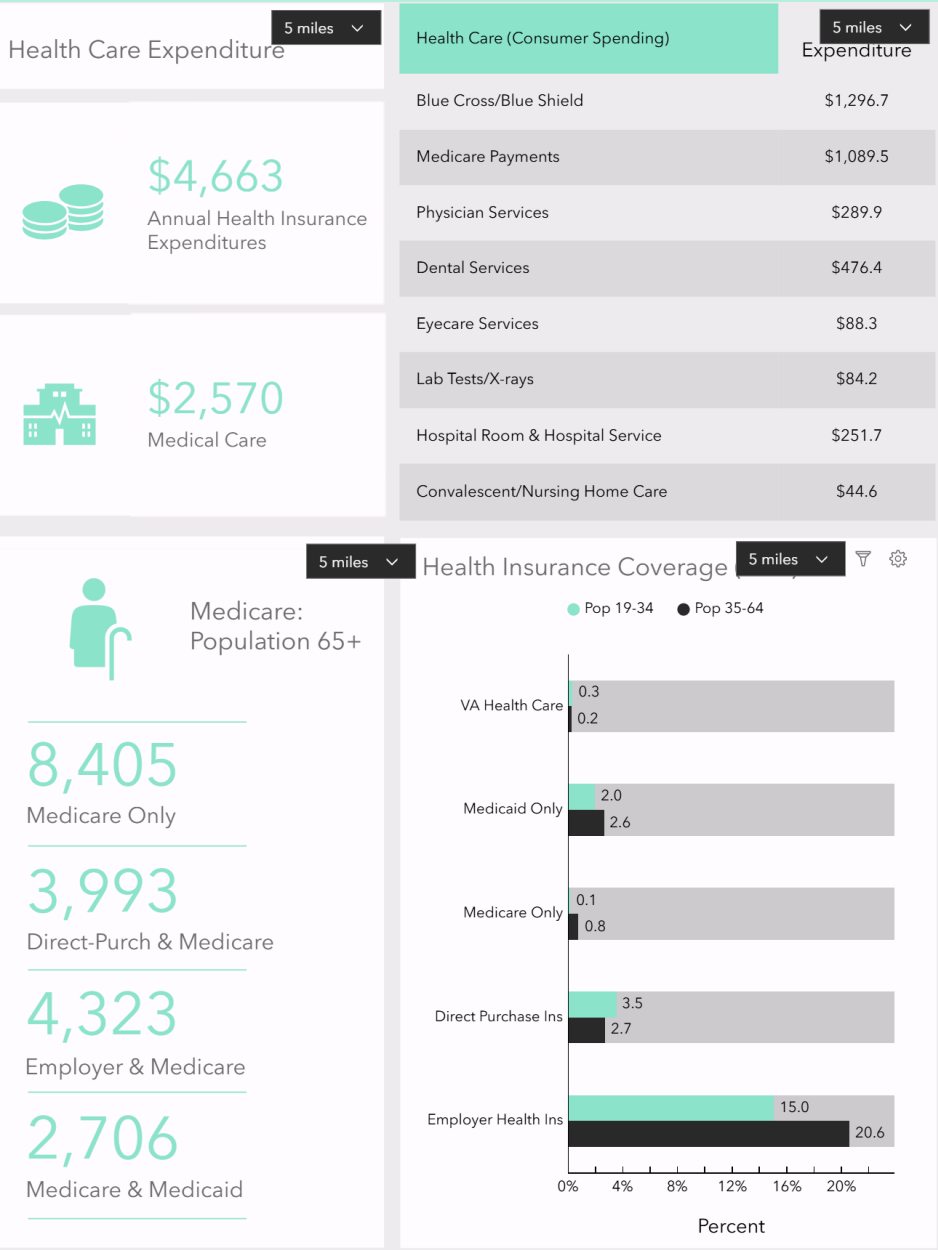 Health Care Expenditure
5 miles
$4,663
Annual Health Insurance
Expenditures
$2,570
Medical Care
Health Care (Consumer Spending)
5 miles
Expenditure
Blue Cross/Blue Shield $1,296.7
Medicare Payments $1,089.5
Physician Services $289.9
Dental Services $476.4
Eyecare Services $88.3
Lab Tests/X-rays $84.2
Hospital Room & Hospital Service $251.7
Convalescent/Nursing Home Care $44.6
5 miles
Medicare:
Population 65+
8,405
Medicare Only
3,993
Direct-Purch & Medicare
4,323
Employer & Medicare
2,706
Medicare & Medicaid
Health Insurance Coverage
5 miles
Pop 19-34 Pop 35-64
VA Health Care
0.3
0.2
Medicaid Only
2.0
2.6
Medicare Only
0.1
0.8
Direct Purchase Ins
3.5
2.7
Employer Health Ins
15.0
20.6
0% 4% 8% 12% 16% 20%
Percent